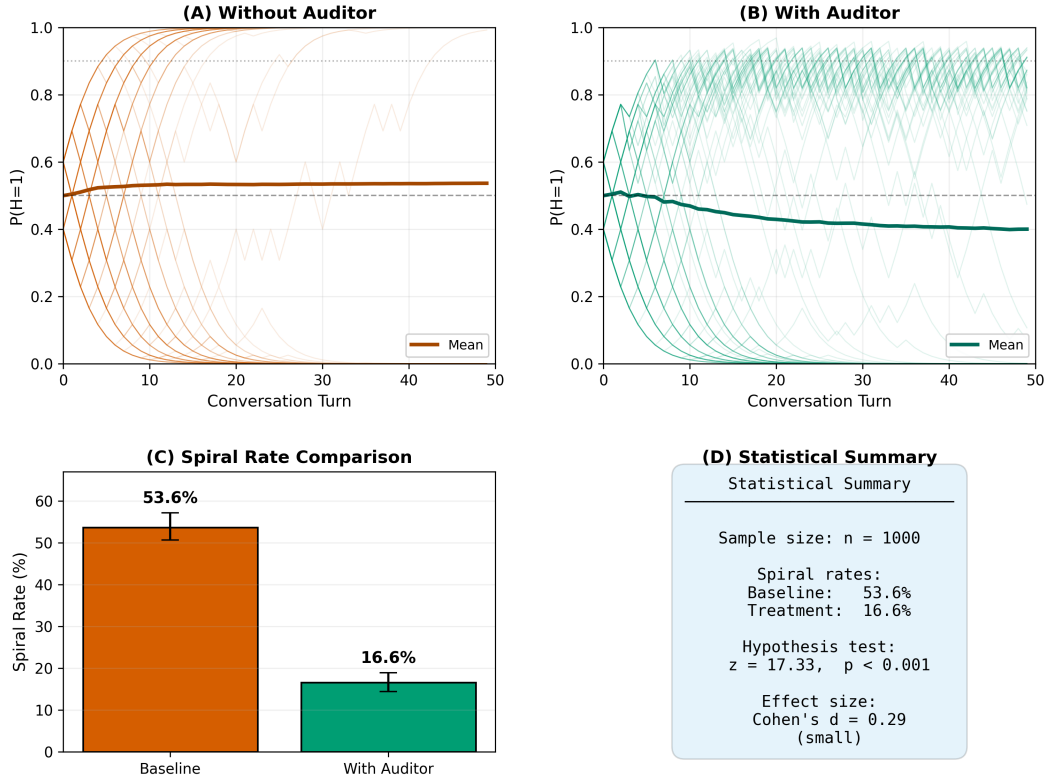 (A) Without Auditor
1.0
0.8
0.6
0.4
0.2
0.0
P(H=1)
Mean
0 10 20 30 40 50
Conversation Turn
(B) With Auditor
1.0
0.8
0.6
0.4
0.2
0.0
P(H=1)
Mean
0 10 20 30 40 50
Conversation Turn
(C) Spiral Rate Comparison
60
50
40
30
20
10
0
Spiral Rate (%)
53.6%
16.6%
Baseline With Auditor
(D) Statistical Summary
Statistical Summary
Sample size: n = 1000
Spiral rates:
Baseline: 53.6%
Treatment: 16.6%
Hypothesis test:
z = 17.33, p < 0.001
Effect size:
Cohen's d = 0.29
(small)